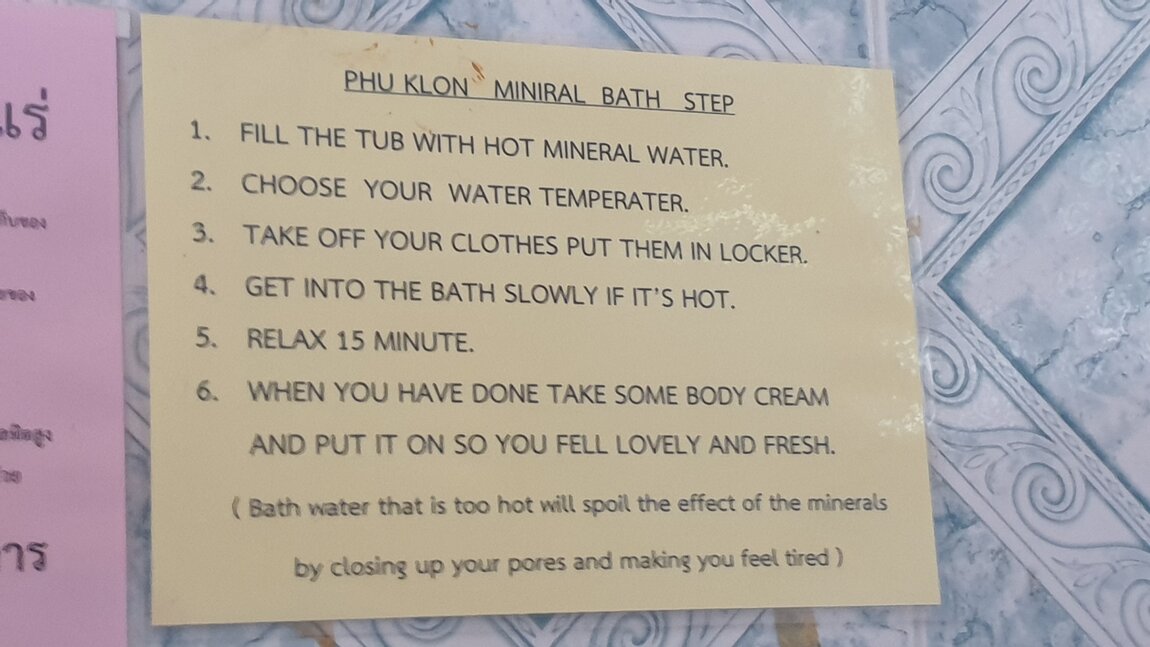 PHU KLON MINIRAL BATH STEP
1. FILL THE TUB WITH HOT MINERAL WATER.
2. CHOOSE YOUR WATER TEMPERATER.
3. TAKE OFF YOUR CLOTHES PUT THEM IN LOCKER.
4. GET INTO THE BATH SLOWLY IF IT'S HOT.
5. RELAX 15 MINUTE.
6. WHEN YOU HAVE DONE TAKE SOME BODY CREAM
AND PUT IT ON SO YOU FELL LOVELY AND FRESH.
( Bath water that is too hot will spoil the effect of the minerals
by closing up your pores and making you feel tired )